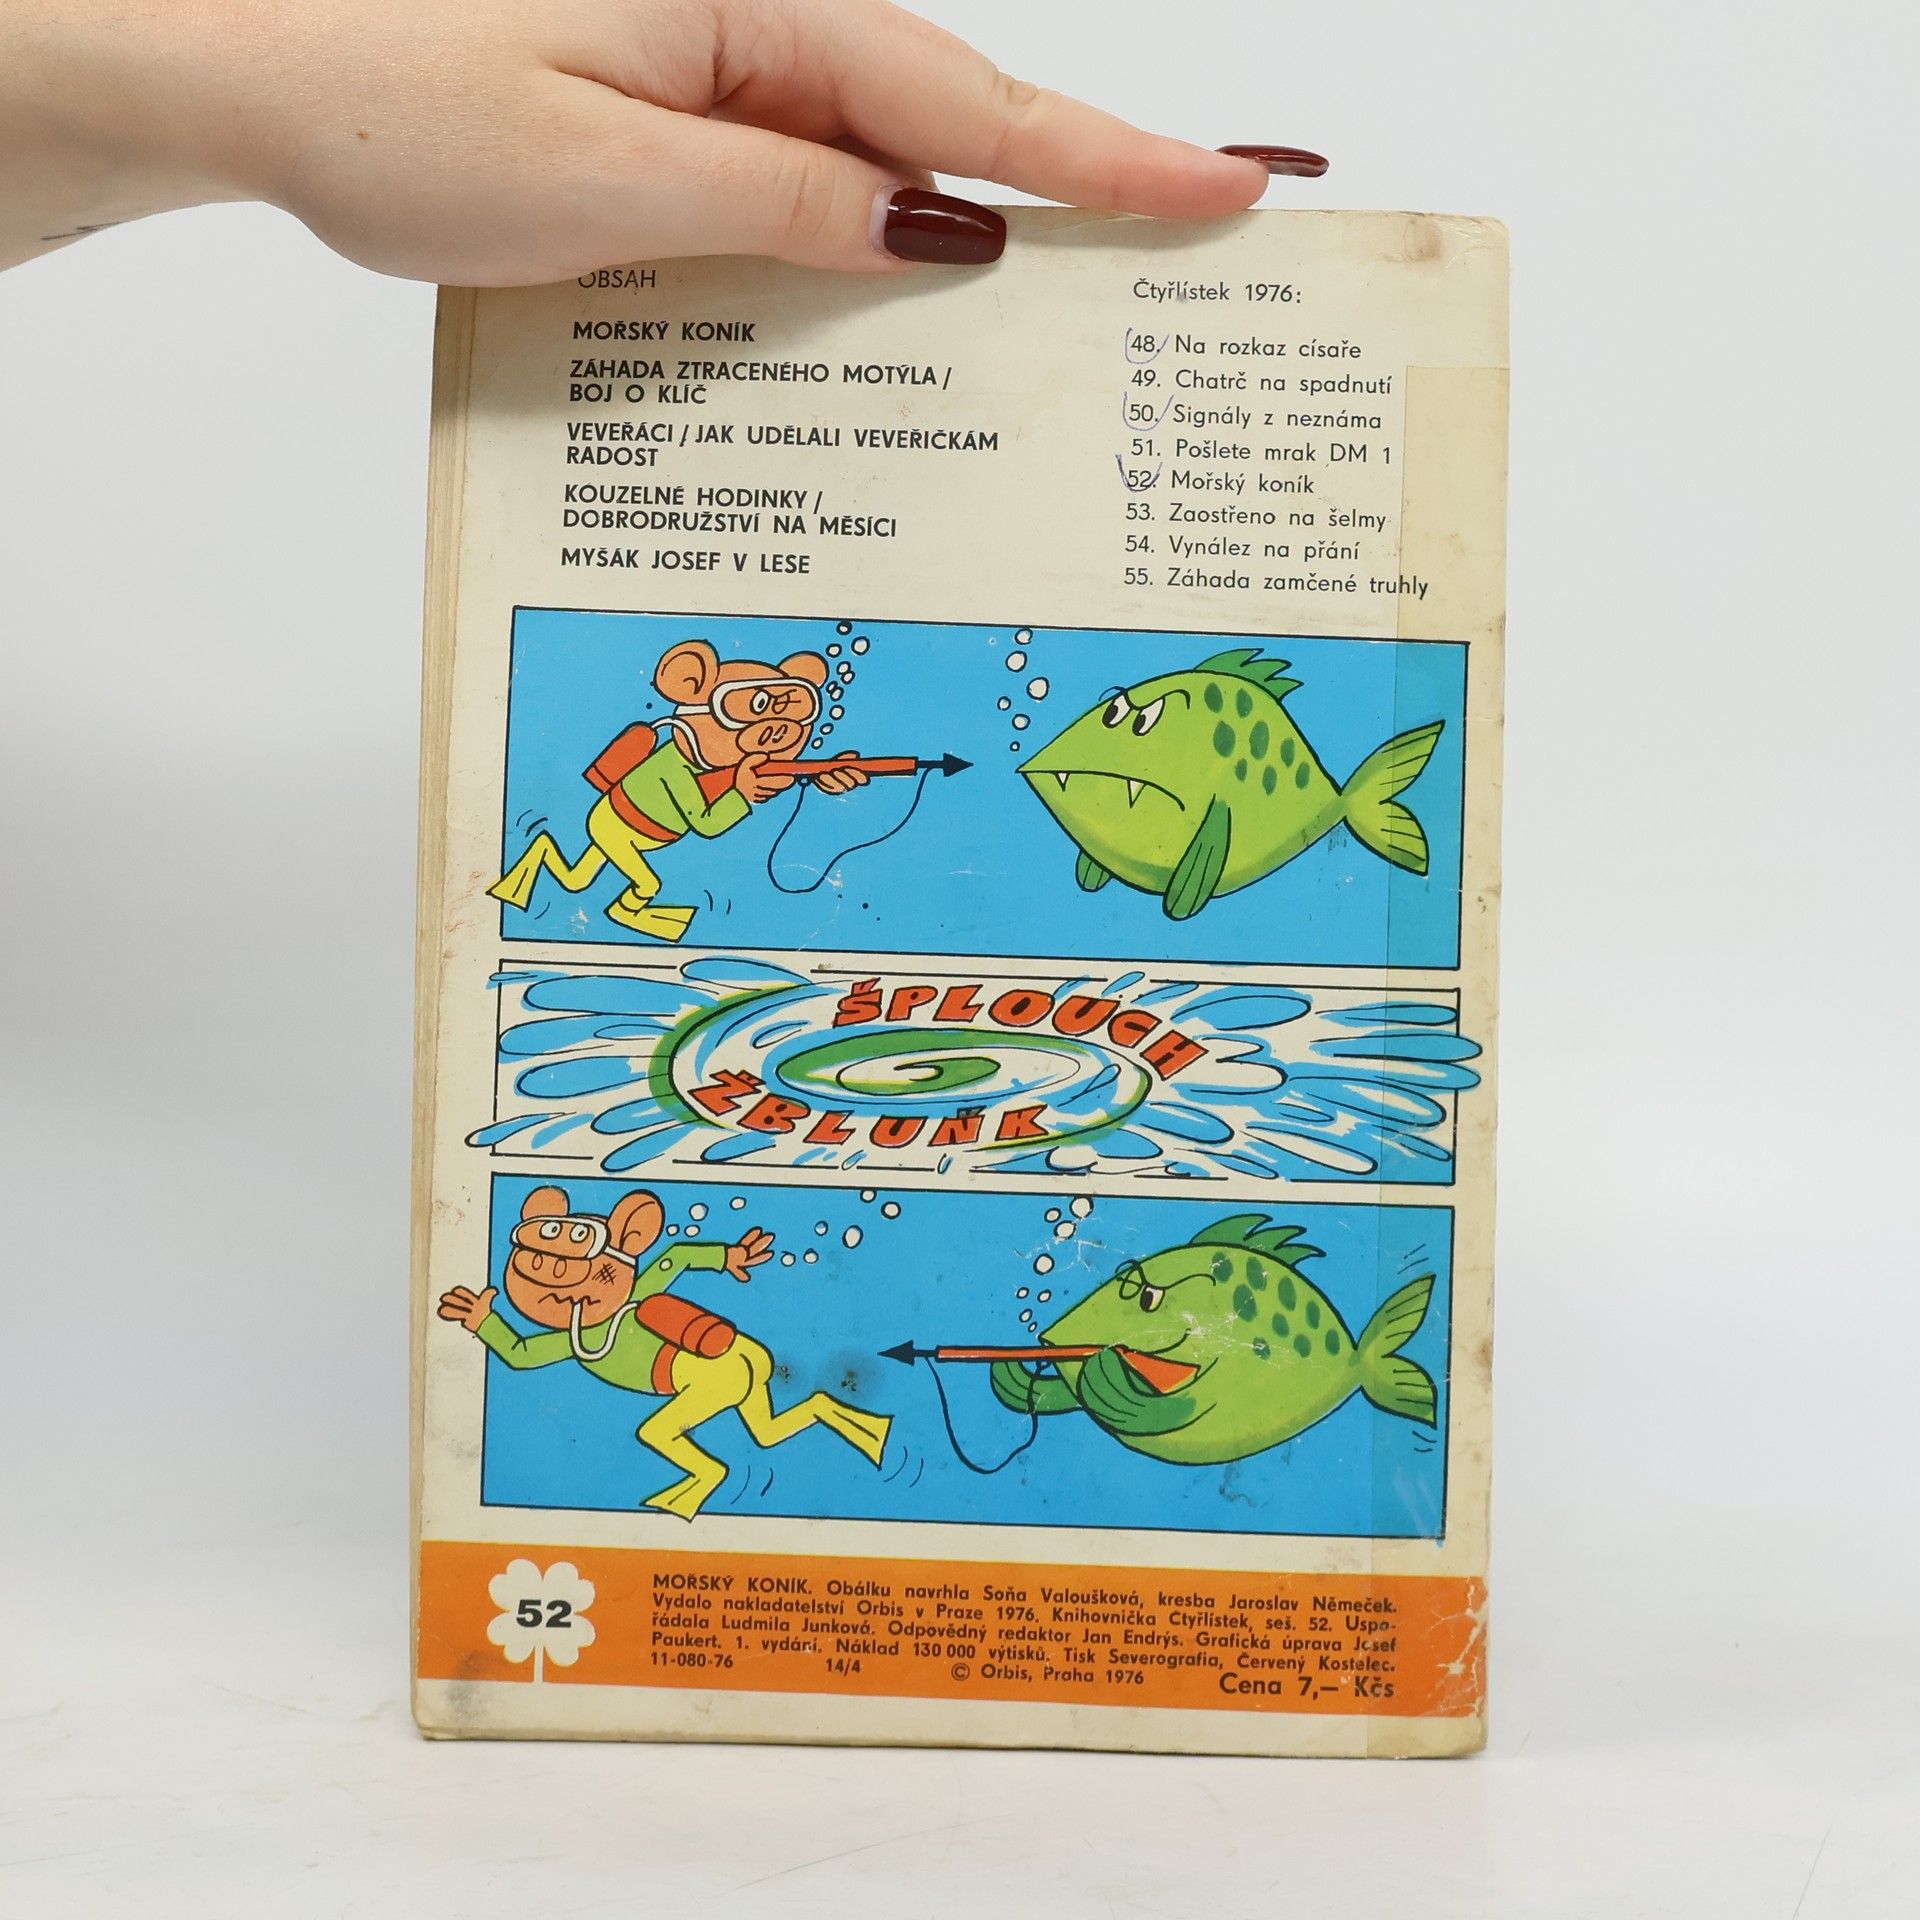 OBSAH
MOŘSKÝ KONÍK
ZÁHADA ZTRACENÉHO MOTÝLA /
BOJ O KLÍČ
VEVEŘÁCI / JAK UDĚLALI VEVEŘIČKÁM
RADOST
KOUZELNÉ HODINKY /
DOBRODRUŽSTVÍ NA MĚSÍCI
MYŠÁK JOSEF V LESE
Čtyřlístek 1976:
48. Na rozkaz císaře
49. Chatrč na spadnutí
50. Signály z neznáma
51. Pošlete mrak DM 1
52. Mořský koník
53. Zaostřeno na šelmy
54. Vynález na přání
55. Záhada zamčené truhly
ŠPLOUCH
ŽBLUŇK
52
MOŘSKÝ KONÍK. Obálku navrhla Soňa Valoušková, kresba Jaroslav Němeček.
Vydalo nakladatelství Orbis v Praze 1976. Knihovnička Čtyřlístek, seš. 52. Uspo-
řádala Ludmila Junková. Odpovědný redaktor Jan Endrýs. Grafická úprava Josef
Paukert. 1. vydání. Náklad 130 000 výtisků. Tisk Severografia, Červený Kostelec.
11-080-76 14/4 © Orbis, Praha 1976 Cena 7,— Kčs